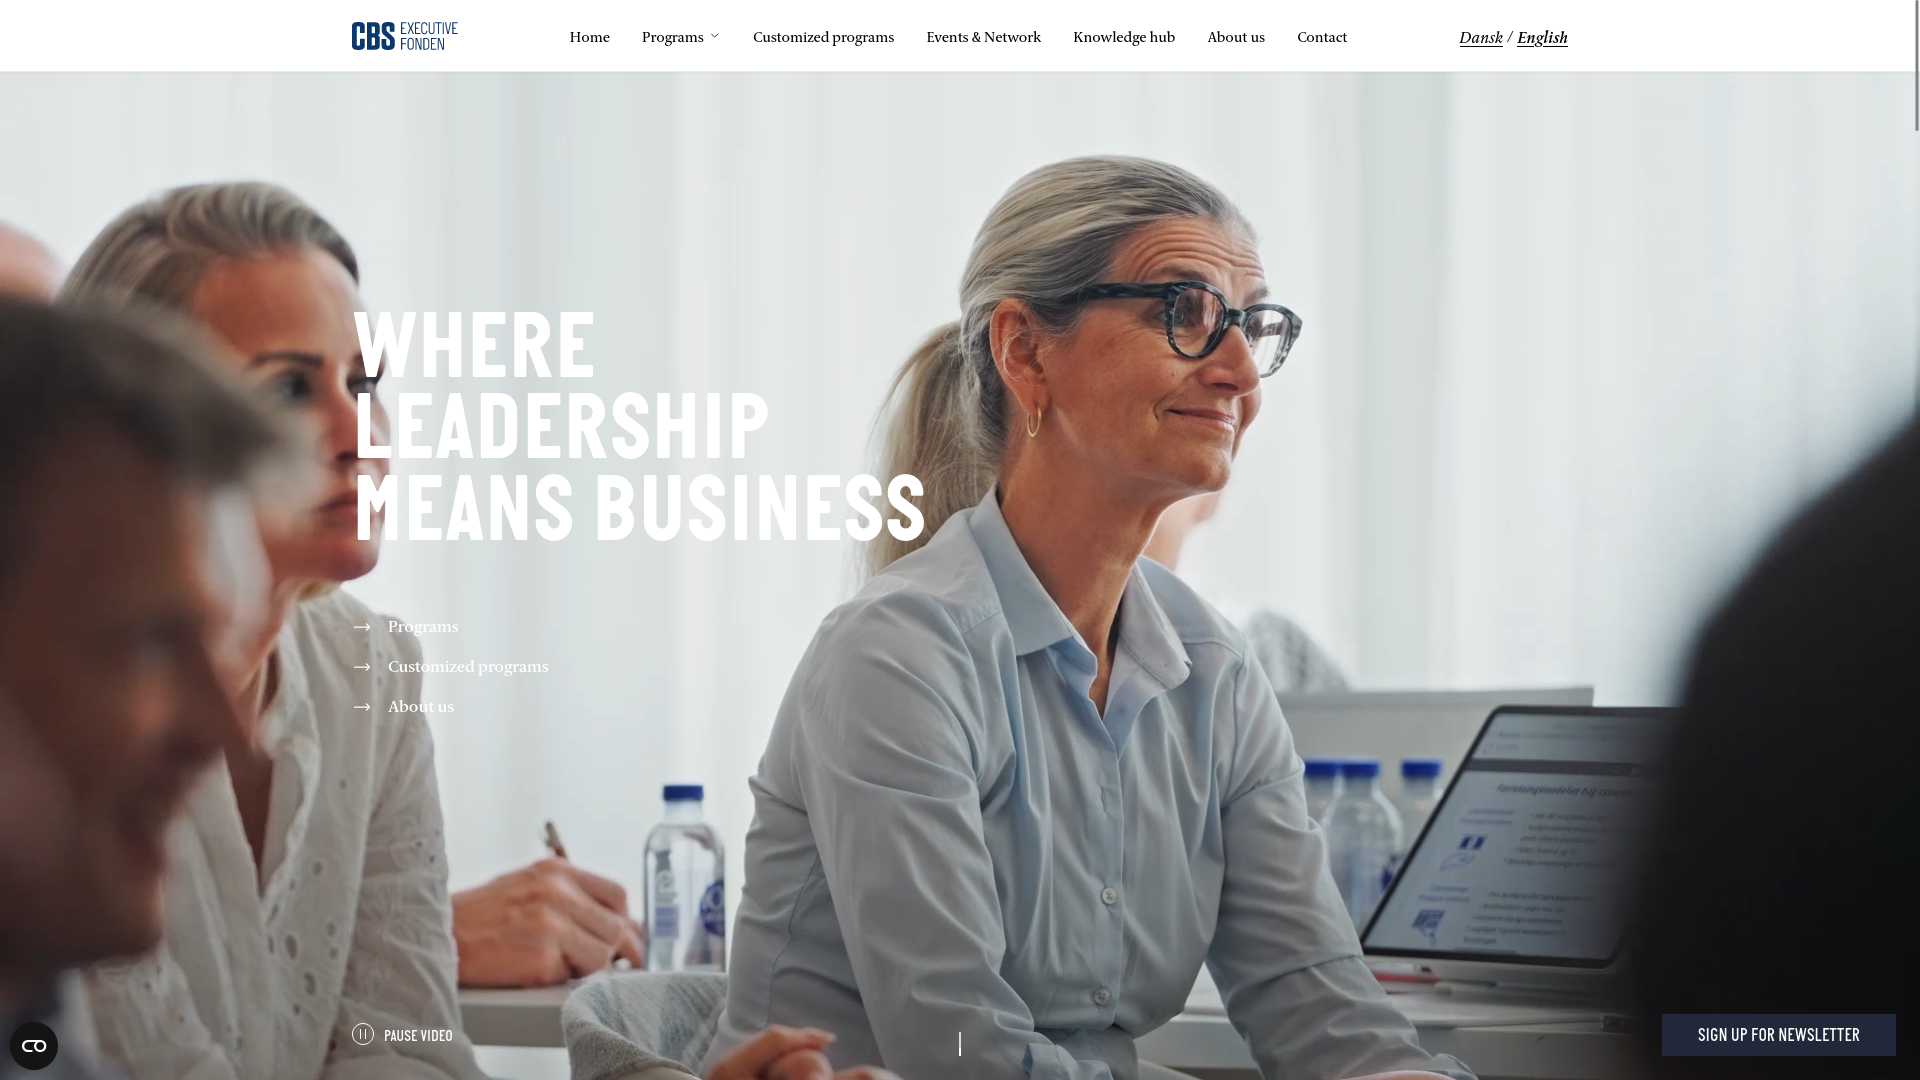 CBS EXECUTIVE FONDEN
Home
Programs
Customized programs
Events & Network
Knowledge hub
About us
Contact
Dansk / English
WHERE
LEADERSHIP
MEANS BUSINESS
Programs
Customized programs
About us
PAUSE VIDEO
SIGN UP FOR NEWSLETTER